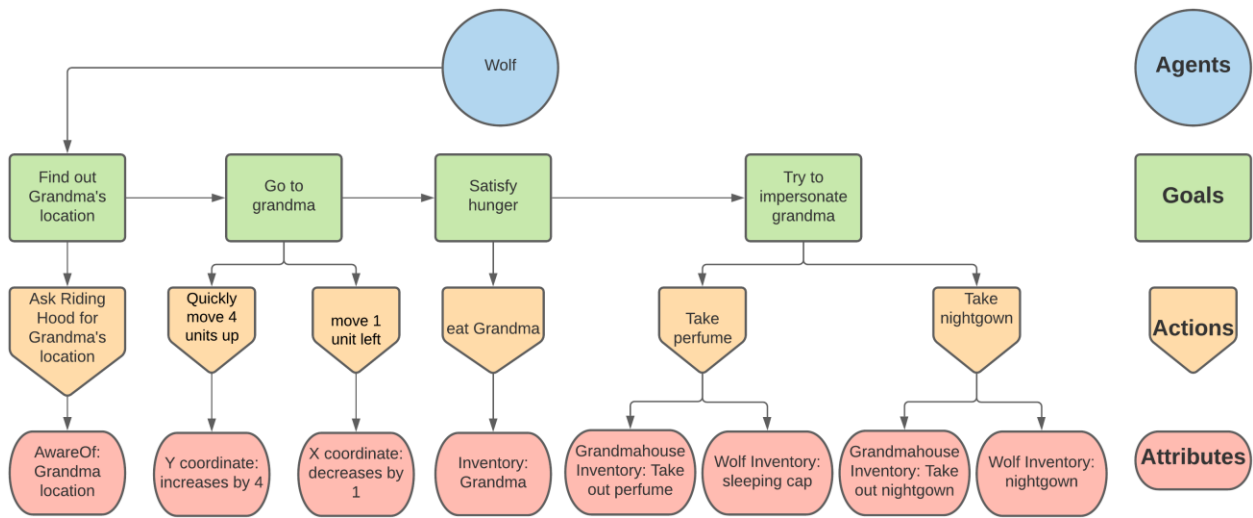 Wolf
Agents
Find out
Grandma's
location
Go to
grandma
Satisfy
hunger
Try to
impersonate
grandma
Goals
Ask Riding
Hood for
Grandma's
location
Quickly
move 4
units up
move 1
unit left
eat Grandma
Take
perfume
Take
nightgown
Actions
AwareOf:
Grandma
location
Y coordinate:
increases by 4
X coordinate:
decreases by
1
Inventory:
Grandma
Grandmahouse
Inventory: Take
out perfume
Wolf Inventory:
sleeping cap
Grandmahouse
Inventory: Take
out nightgown
Wolf Inventory:
nightgown
Attributes